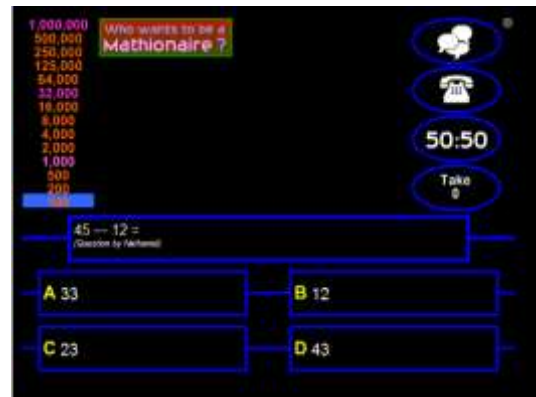 1,000,000
500,000
250,000
125,000
64,000
32,000
16,000
8,000
4,000
2,000
1,000
500
200
Who wants to be a
Mathionaire ?
50:50
Take
0
45 — 12 =
(Question by
A 33
B 12
C 23
D 43